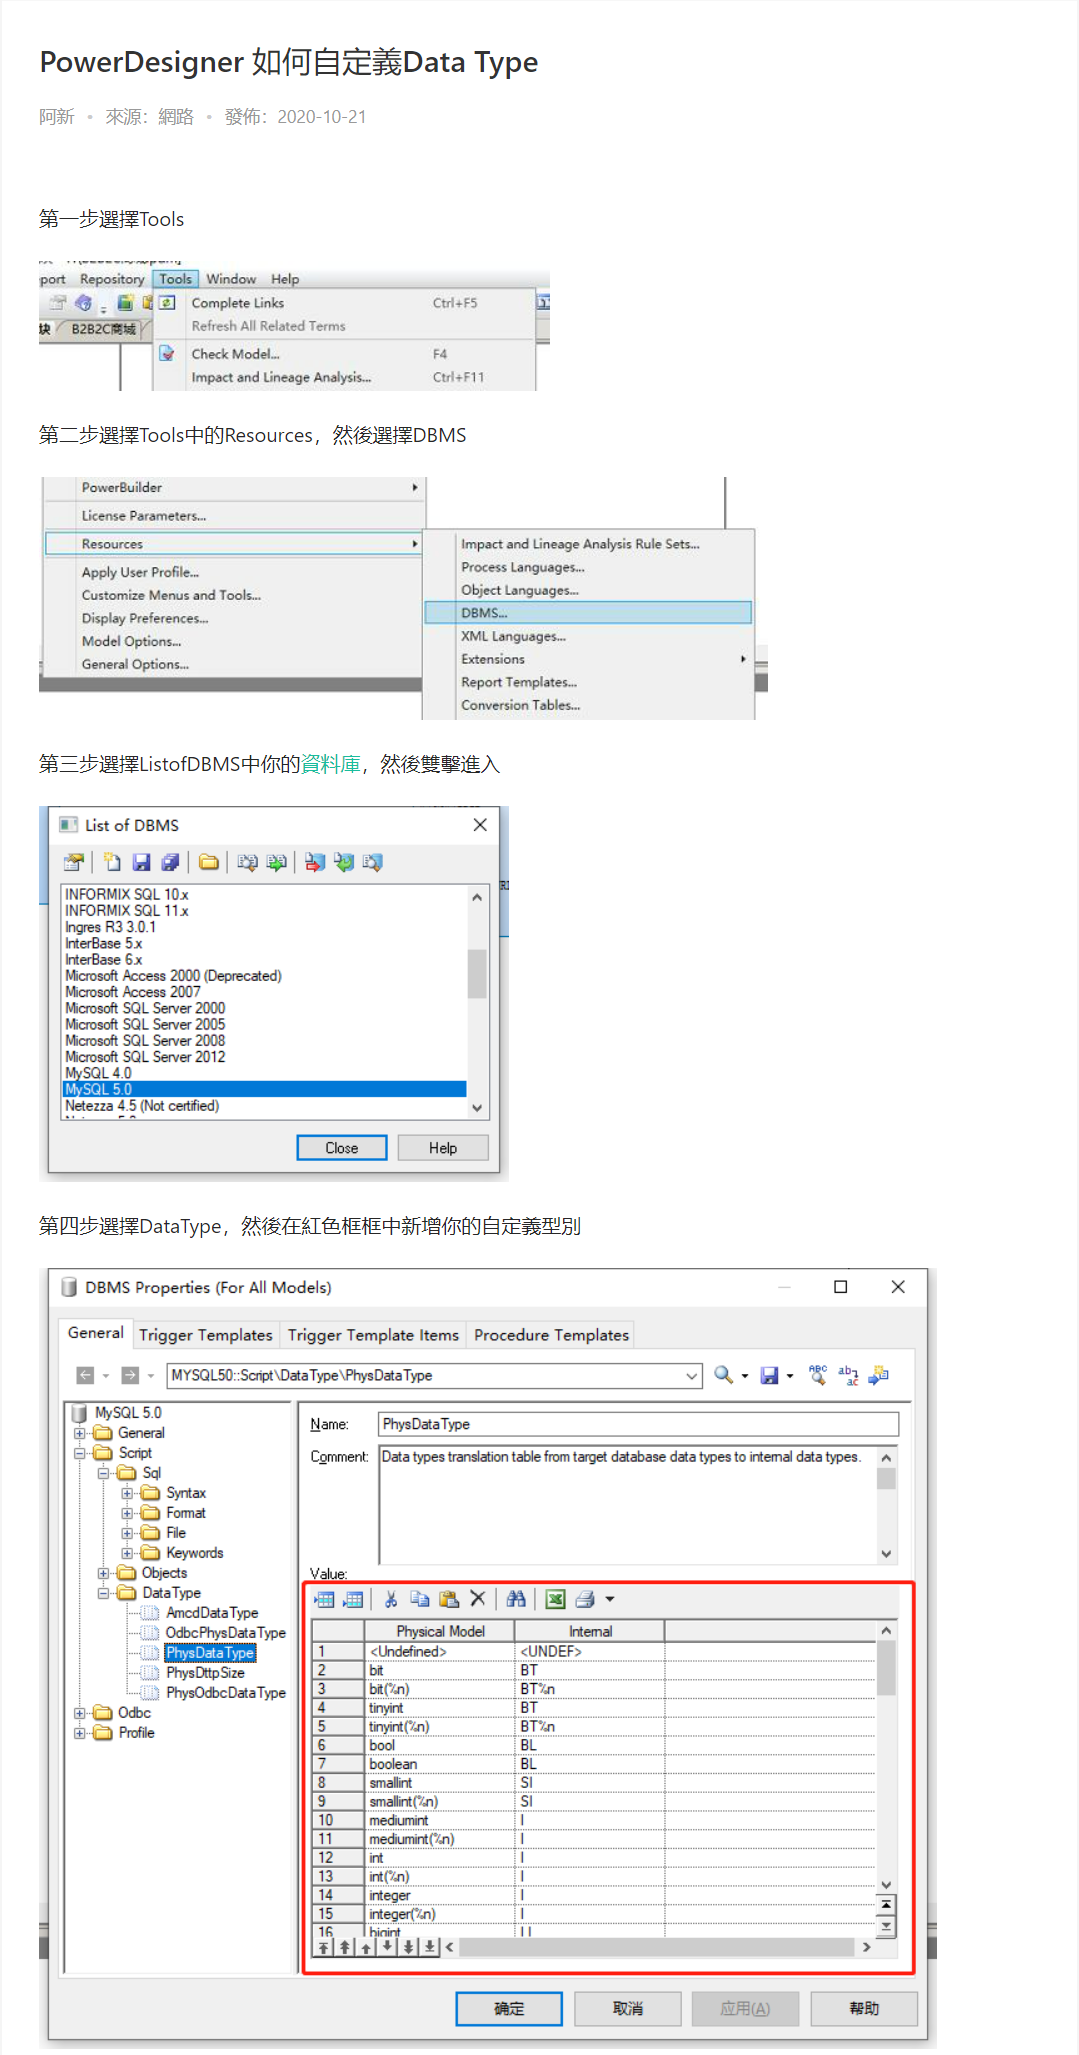 PowerDesigner 如何自定義Data Type
阿新 • 來源：網路 • 發佈：2020-10-21
第一步選擇Tools
port Repository Tools Window Help
Complete Links Ctrl+F5
Refresh All Related Terms
块 B2B2C商城
Check Model... F4
Impact and Lineage Analysis... Ctrl+F11
第二步選擇Tools中的Resources，然後選擇DBMS
PowerBuilder
License Parameters...
Resources
Apply User Profile...
Customize Menus and Tools...
Display Preferences...
Model Options...
General Options...
Impact and Lineage Analysis Rule Sets...
Process Languages...
Object Languages...
DBMS...
XML Languages...
Extensions
Report Templates...
Conversion Tables...
第三步選擇ListofDBMS中你的資料庫，然後雙擊進入
List of DBMS
INFORMIX SQL 10.x
INFORMIX SQL 11.x
Ingres R3 3.0.1
InterBase 5.x
InterBase 6.x
Microsoft Access 2000 (Deprecated)
Microsoft Access 2007
Microsoft SQL Server 2000
Microsoft SQL Server 2005
Microsoft SQL Server 2008
Microsoft SQL Server 2012
MySQL 4.0
MySQL 5.0
Netezza 4.5 (Not certified)
Close Help
第四步選擇DataType，然後在紅色框框中新增你的自定義型別
DBMS Properties (For All Models)
General Trigger Templates Trigger Template Items Procedure Templates
MYSQL50::Script\DataType\PhysDataType
MySQL 5.0
General
Script
Sql
Syntax
Format
File
Keywords
Objects
DataType
AmcdDataType
OdbcPhysDataType
PhysDataType
PhysDttpSize
PhysOdbcDataType
Odbc
Profile
Name: PhysDataType
Comment: Data types translation table from target database data types to internal data types.
Value:
Physical Model Internal
1 <Undefined> <UNDEF>
2 bit BT
3 bit(%n) BT%n
4 tinyint BT
5 tinyint(%n) BT%n
6 bool BL
7 boolean BL
8 smallint SI
9 smallint(%n) SI
10 mediumint I
11 mediumint(%n) I
12 int I
13 int(%n) I
14 integer I
15 integer(%n) I
16 bigint
确定 取消 应用(A) 帮助